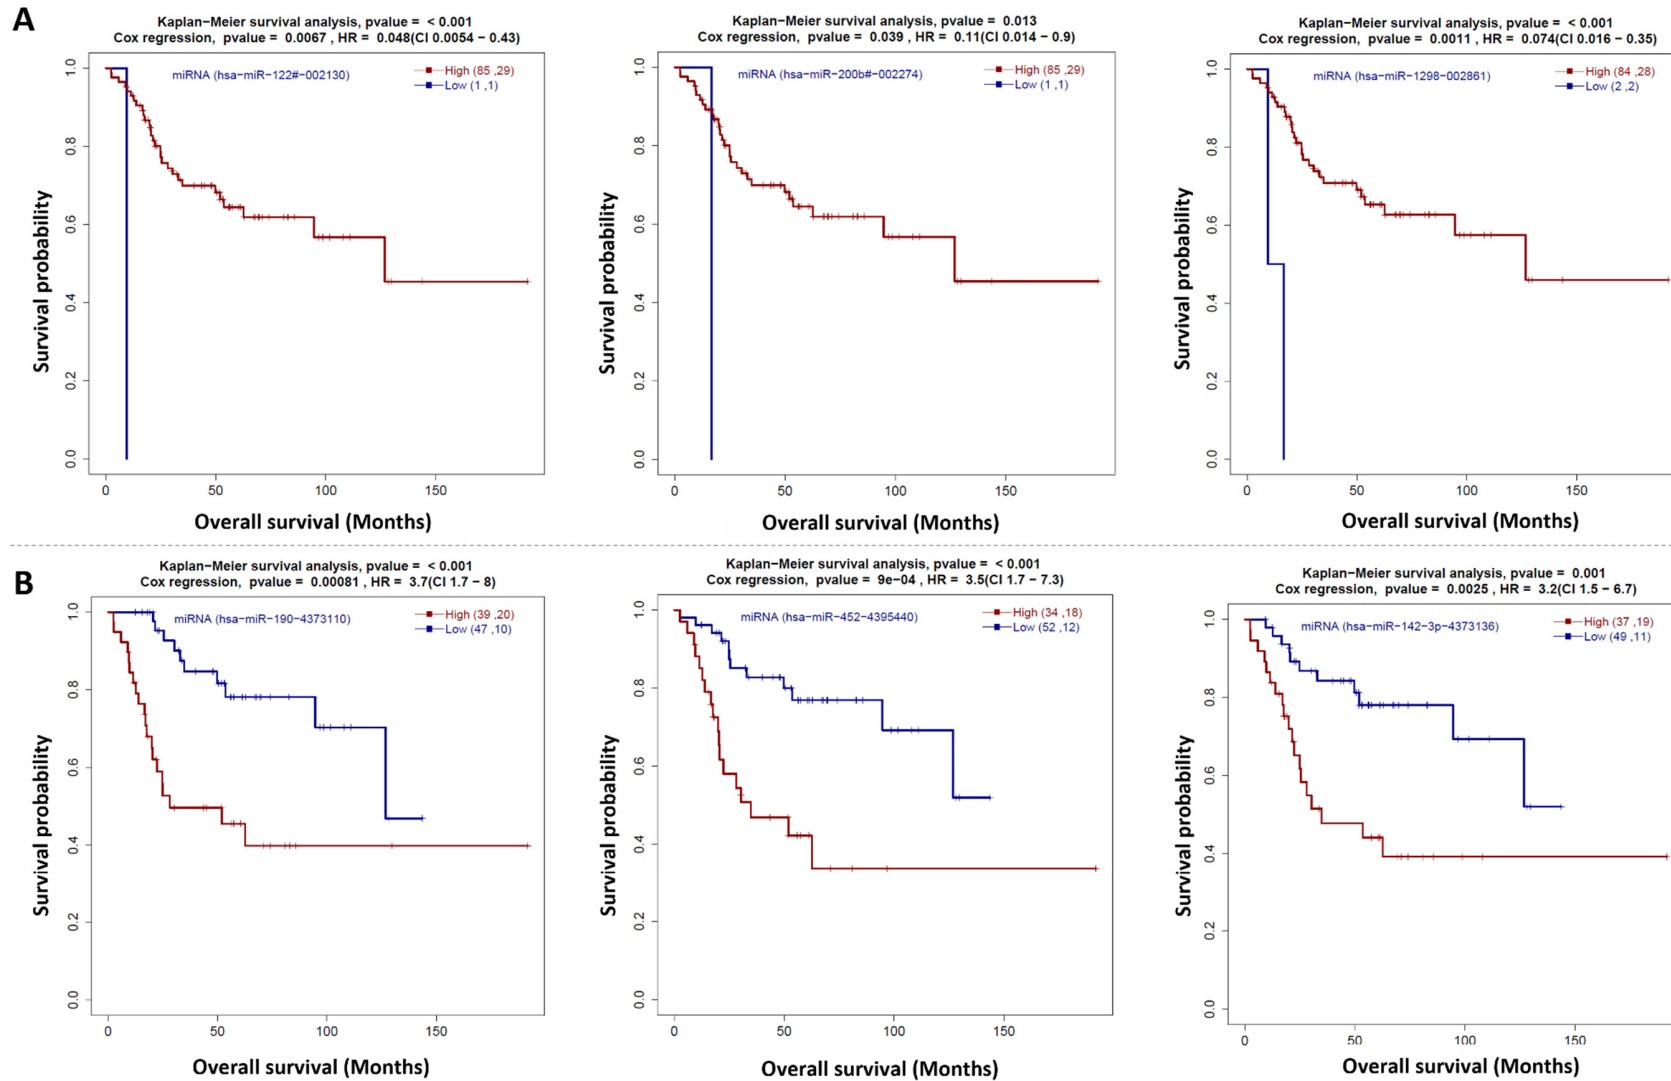 A
Kaplan−Meier survival analysis, pvalue = < 0.001
Cox regression, pvalue = 0.0067 , HR = 0.048(CI 0.0054 − 0.43)
miRNA (hsa−miR−122#−002130)
High (85 ,29)
Low (1 ,1)
Survival probability
1.0
0.8
0.6
0.4
0.2
0.0
0 50 100 150
Overall survival (Months)
Kaplan−Meier survival analysis, pvalue = 0.013
Cox regression, pvalue = 0.039 , HR = 0.11(CI 0.014 − 0.9)
miRNA (hsa−miR−200b#−002274)
High (85 ,29)
Low (1 ,1)
Survival probability
1.0
0.8
0.6
0.4
0.2
0.0
0 50 100 150
Overall survival (Months)
Kaplan−Meier survival analysis, pvalue = < 0.001
Cox regression, pvalue = 0.0011 , HR = 0.074(CI 0.016 − 0.35)
miRNA (hsa−miR−1298−002861)
High (84 ,28)
Low (2 ,2)
Survival probability
1.0
0.8
0.6
0.4
0.2
0.0
0 50 100 150
Overall survival (Months)
B
Kaplan−Meier survival analysis, pvalue = < 0.001
Cox regression, pvalue = 0.00081 , HR = 3.7(CI 1.7 − 8)
miRNA (hsa−miR−190−4373110)
High (39 ,20)
Low (47 ,10)
Survival probability
1.0
0.8
0.6
0.4
0.2
0.0
0 50 100 150
Overall survival (Months)
Kaplan−Meier survival analysis, pvalue = < 0.001
Cox regression, pvalue = 9e−04 , HR = 3.5(CI 1.7 − 7.3)
miRNA (hsa−miR−452−4395440)
High (34 ,18)
Low (52 ,12)
Survival probability
1.0
0.8
0.6
0.4
0.2
0.0
0 50 100 150
Overall survival (Months)
Kaplan−Meier survival analysis, pvalue = 0.001
Cox regression, pvalue = 0.0025 , HR = 3.2(CI 1.5 − 6.7)
miRNA (hsa−miR−142−3p−4373136)
High (37 ,19)
Low (49 ,11)
Survival probability
1.0
0.8
0.6
0.4
0.2
0.0
0 50 100 150
Overall survival (Months)